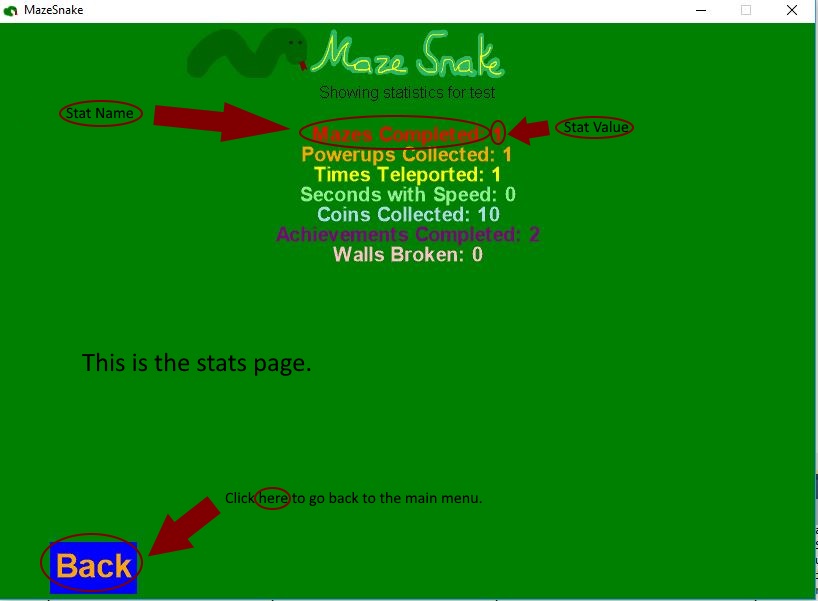 MazeSnake
Maze Snake
Showing statistics for test
Stat Name
Stat Value
Mazes Completed: 1
Powerups Collected: 1
Times Teleported: 1
Seconds with Speed: 0
Coins Collected: 10
Achievements Completed: 2
Walls Broken: 0
This is the stats page.
Click here to go back to the main menu.
Back